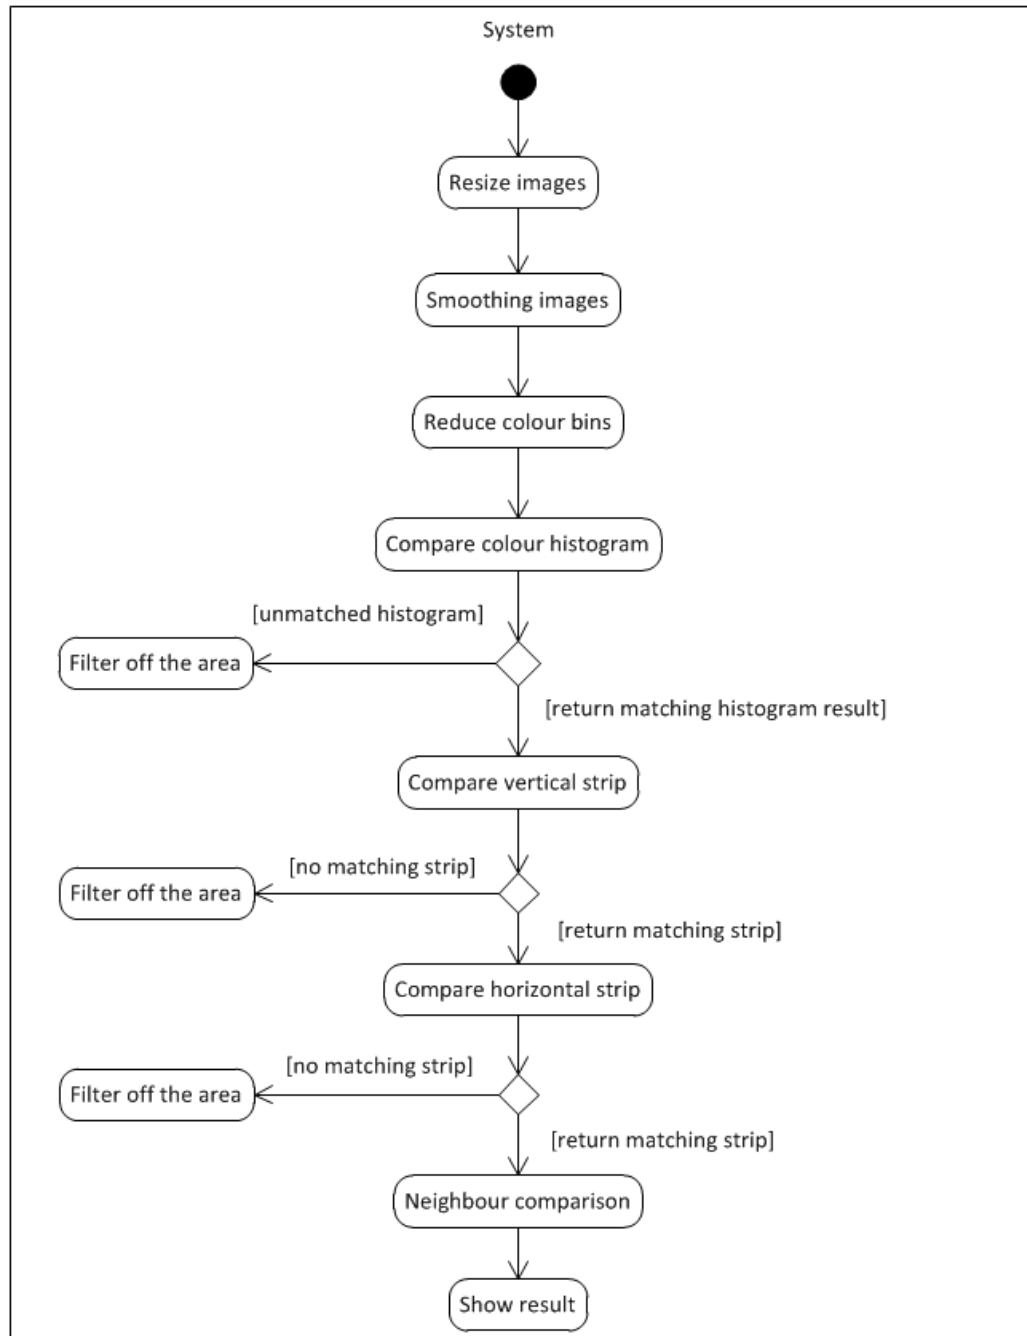 System
Resize images
Smoothing images
Reduce colour bins
Compare colour histogram
[unmatched histogram]
Filter off the area
[return matching histogram result]
Compare vertical strip
[no matching strip]
Filter off the area
[return matching strip]
Compare horizontal strip
[no matching strip]
Filter off the area
[return matching strip]
Neighbour comparison
Show result